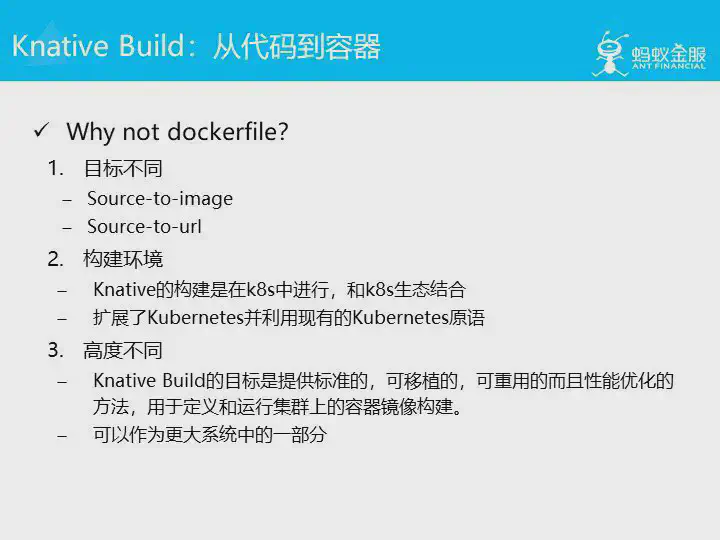 Knative Build：从代码到容器
蚂蚁金服
ANT FINANCIAL
✓ Why not dockerfile?
1. 目标不同
– Source-to-image
– Source-to-url
2. 构建环境
– Knative的构建是在k8s中进行，和k8s生态结合
– 扩展了Kubernetes并利用现有的Kubernetes原语
3. 高度不同
– Knative Build的目标是提供标准的，可移植的，可重用的而且性能优化的
方法，用于定义和运行集群上的容器镜像构建。
– 可以作为更大系统中的一部分